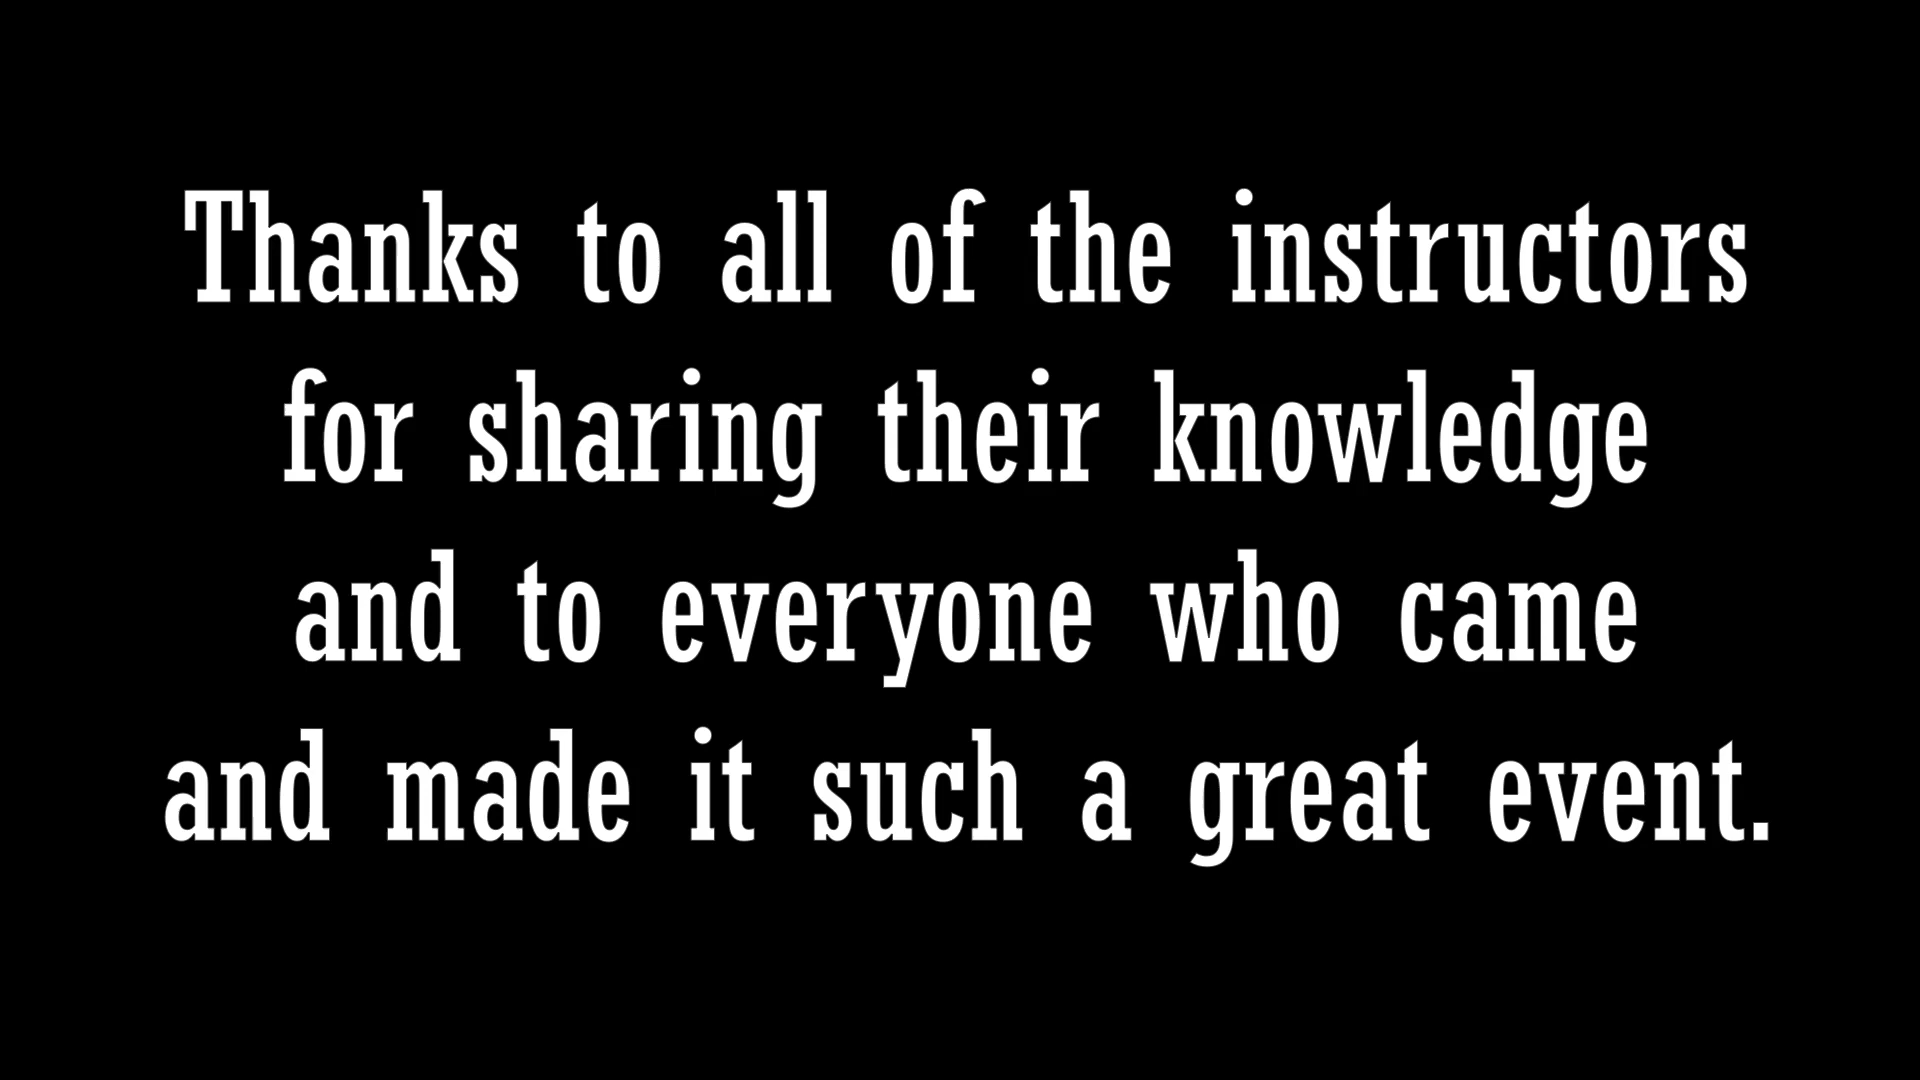 Thanks to all of the instructors
for sharing their knowledge
and to everyone who came
and made it such a great event.